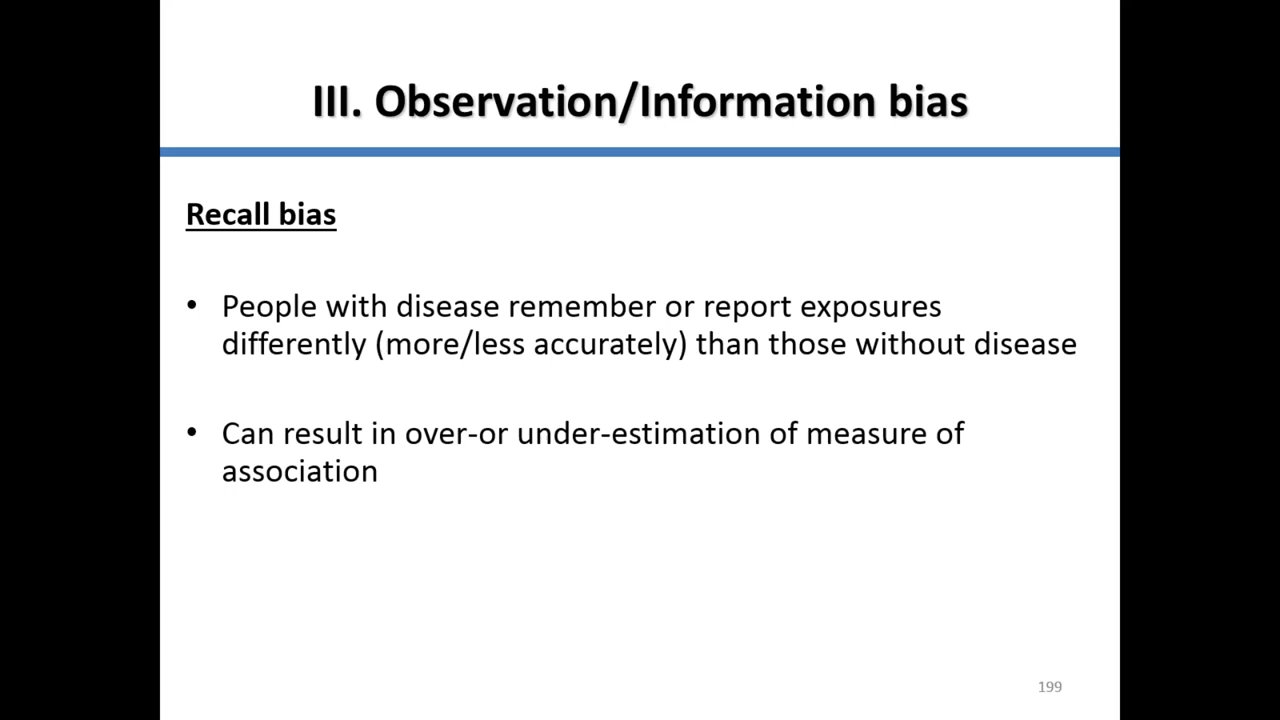 III. Observation/Information bias
Recall bias
• People with disease remember or report exposures
differently (more/less accurately) than those without disease
• Can result in over-or under-estimation of measure of
association
199